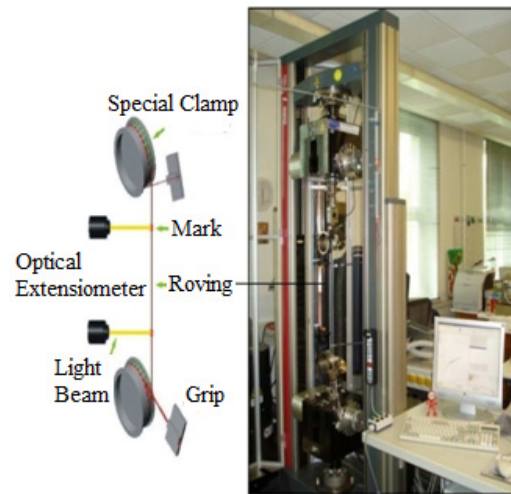 Special Clamp
Mark
Optical
Extensiometer
Roving
Light
Beam
Grip